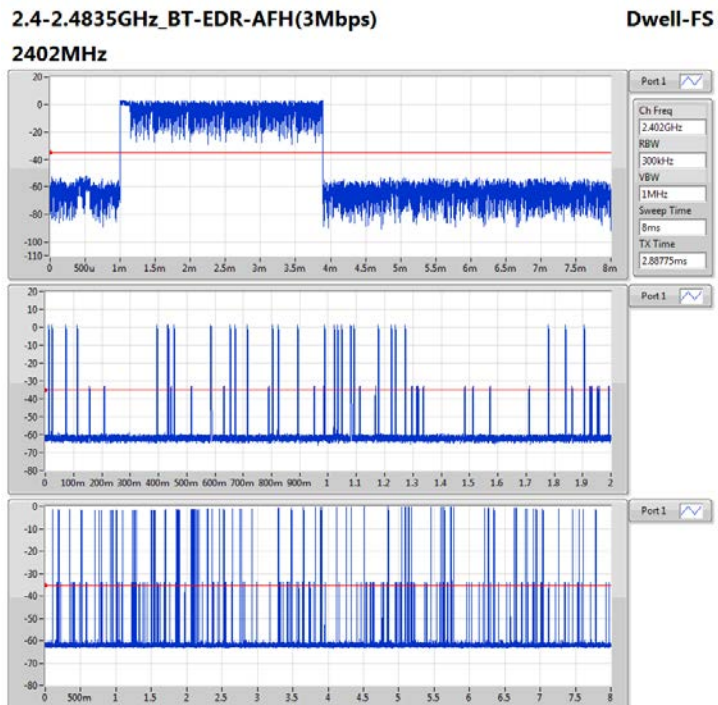 2.4-2.4835GHz_BT-EDR-AFH(3Mbps) Dwell-FS
2402MHz
20
0
-20
-40
-60
-80
-100
-110
0 500u 1m 1.5m 2m 2.5m 3m 3.5m 4m 4.5m 5m 5.5m 6m 6.5m 7m 7.5m 8m
Port 1
Ch Freq
2.402GHz
RBW
300kHz
VBW
1MHz
Sweep Time
8ms
TX Time
2.88775ms
20
10
0
-10
-20
-30
-40
-50
-60
-70
-80
0 100m 200m 300m 400m 500m 600m 700m 800m 900m 1 1.1 1.2 1.3 1.4 1.5 1.6 1.7 1.8 1.9 2
Port 1
0
-10
-20
-30
-40
-50
-60
-70
-80
0 500m 1 1.5 2 2.5 3 3.5 4 4.5 5 5.5 6 6.5 7 7.5 8
Port 1